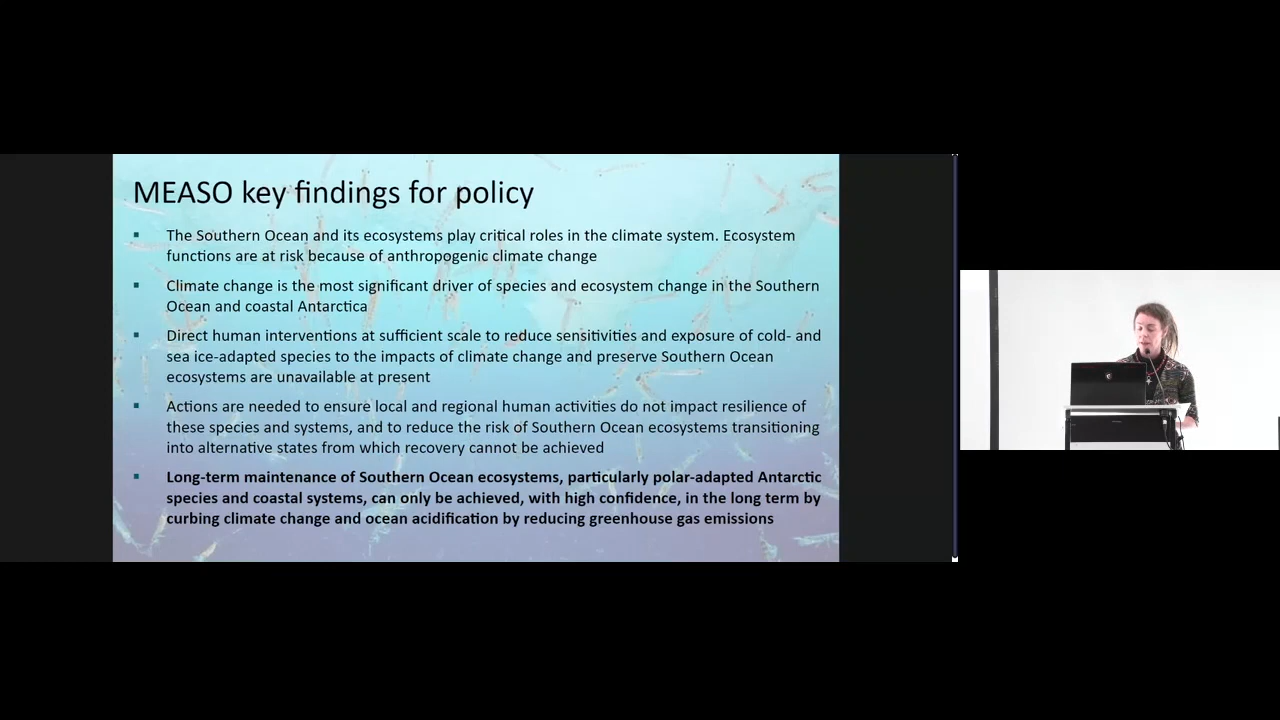 MEASO key findings for policy
The Southern Ocean and its ecosystems play critical roles in the climate system. Ecosystem
functions are at risk because of anthropogenic climate change
Climate change is the most significant driver of species and ecosystem change in the Southern
Ocean and coastal Antarctica
Direct human interventions at sufficient scale to reduce sensitivities and exposure of cold- and
sea ice-adapted species to the impacts of climate change and preserve Southern Ocean
ecosystems are unavailable at present
Actions are needed to ensure local and regional human activities do not impact resilience of
these species and systems, and to reduce the risk of Southern Ocean ecosystems transitioning
into alternative states from which recovery cannot be achieved
Long-term maintenance of Southern Ocean ecosystems, particularly polar-adapted Antarctic
species and coastal systems, can only be achieved, with high confidence, in the long term by
curbing climate change and ocean acidification by reducing greenhouse gas emissions